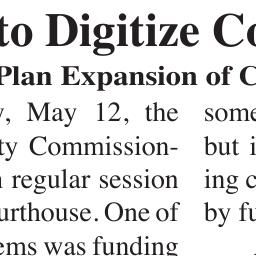 to Digitize Co
Plan Expansion of C
y, May 12, the
ty Commission-
n regular session
urthouse. One of
ems was funding
some
but i
ing c
by fu